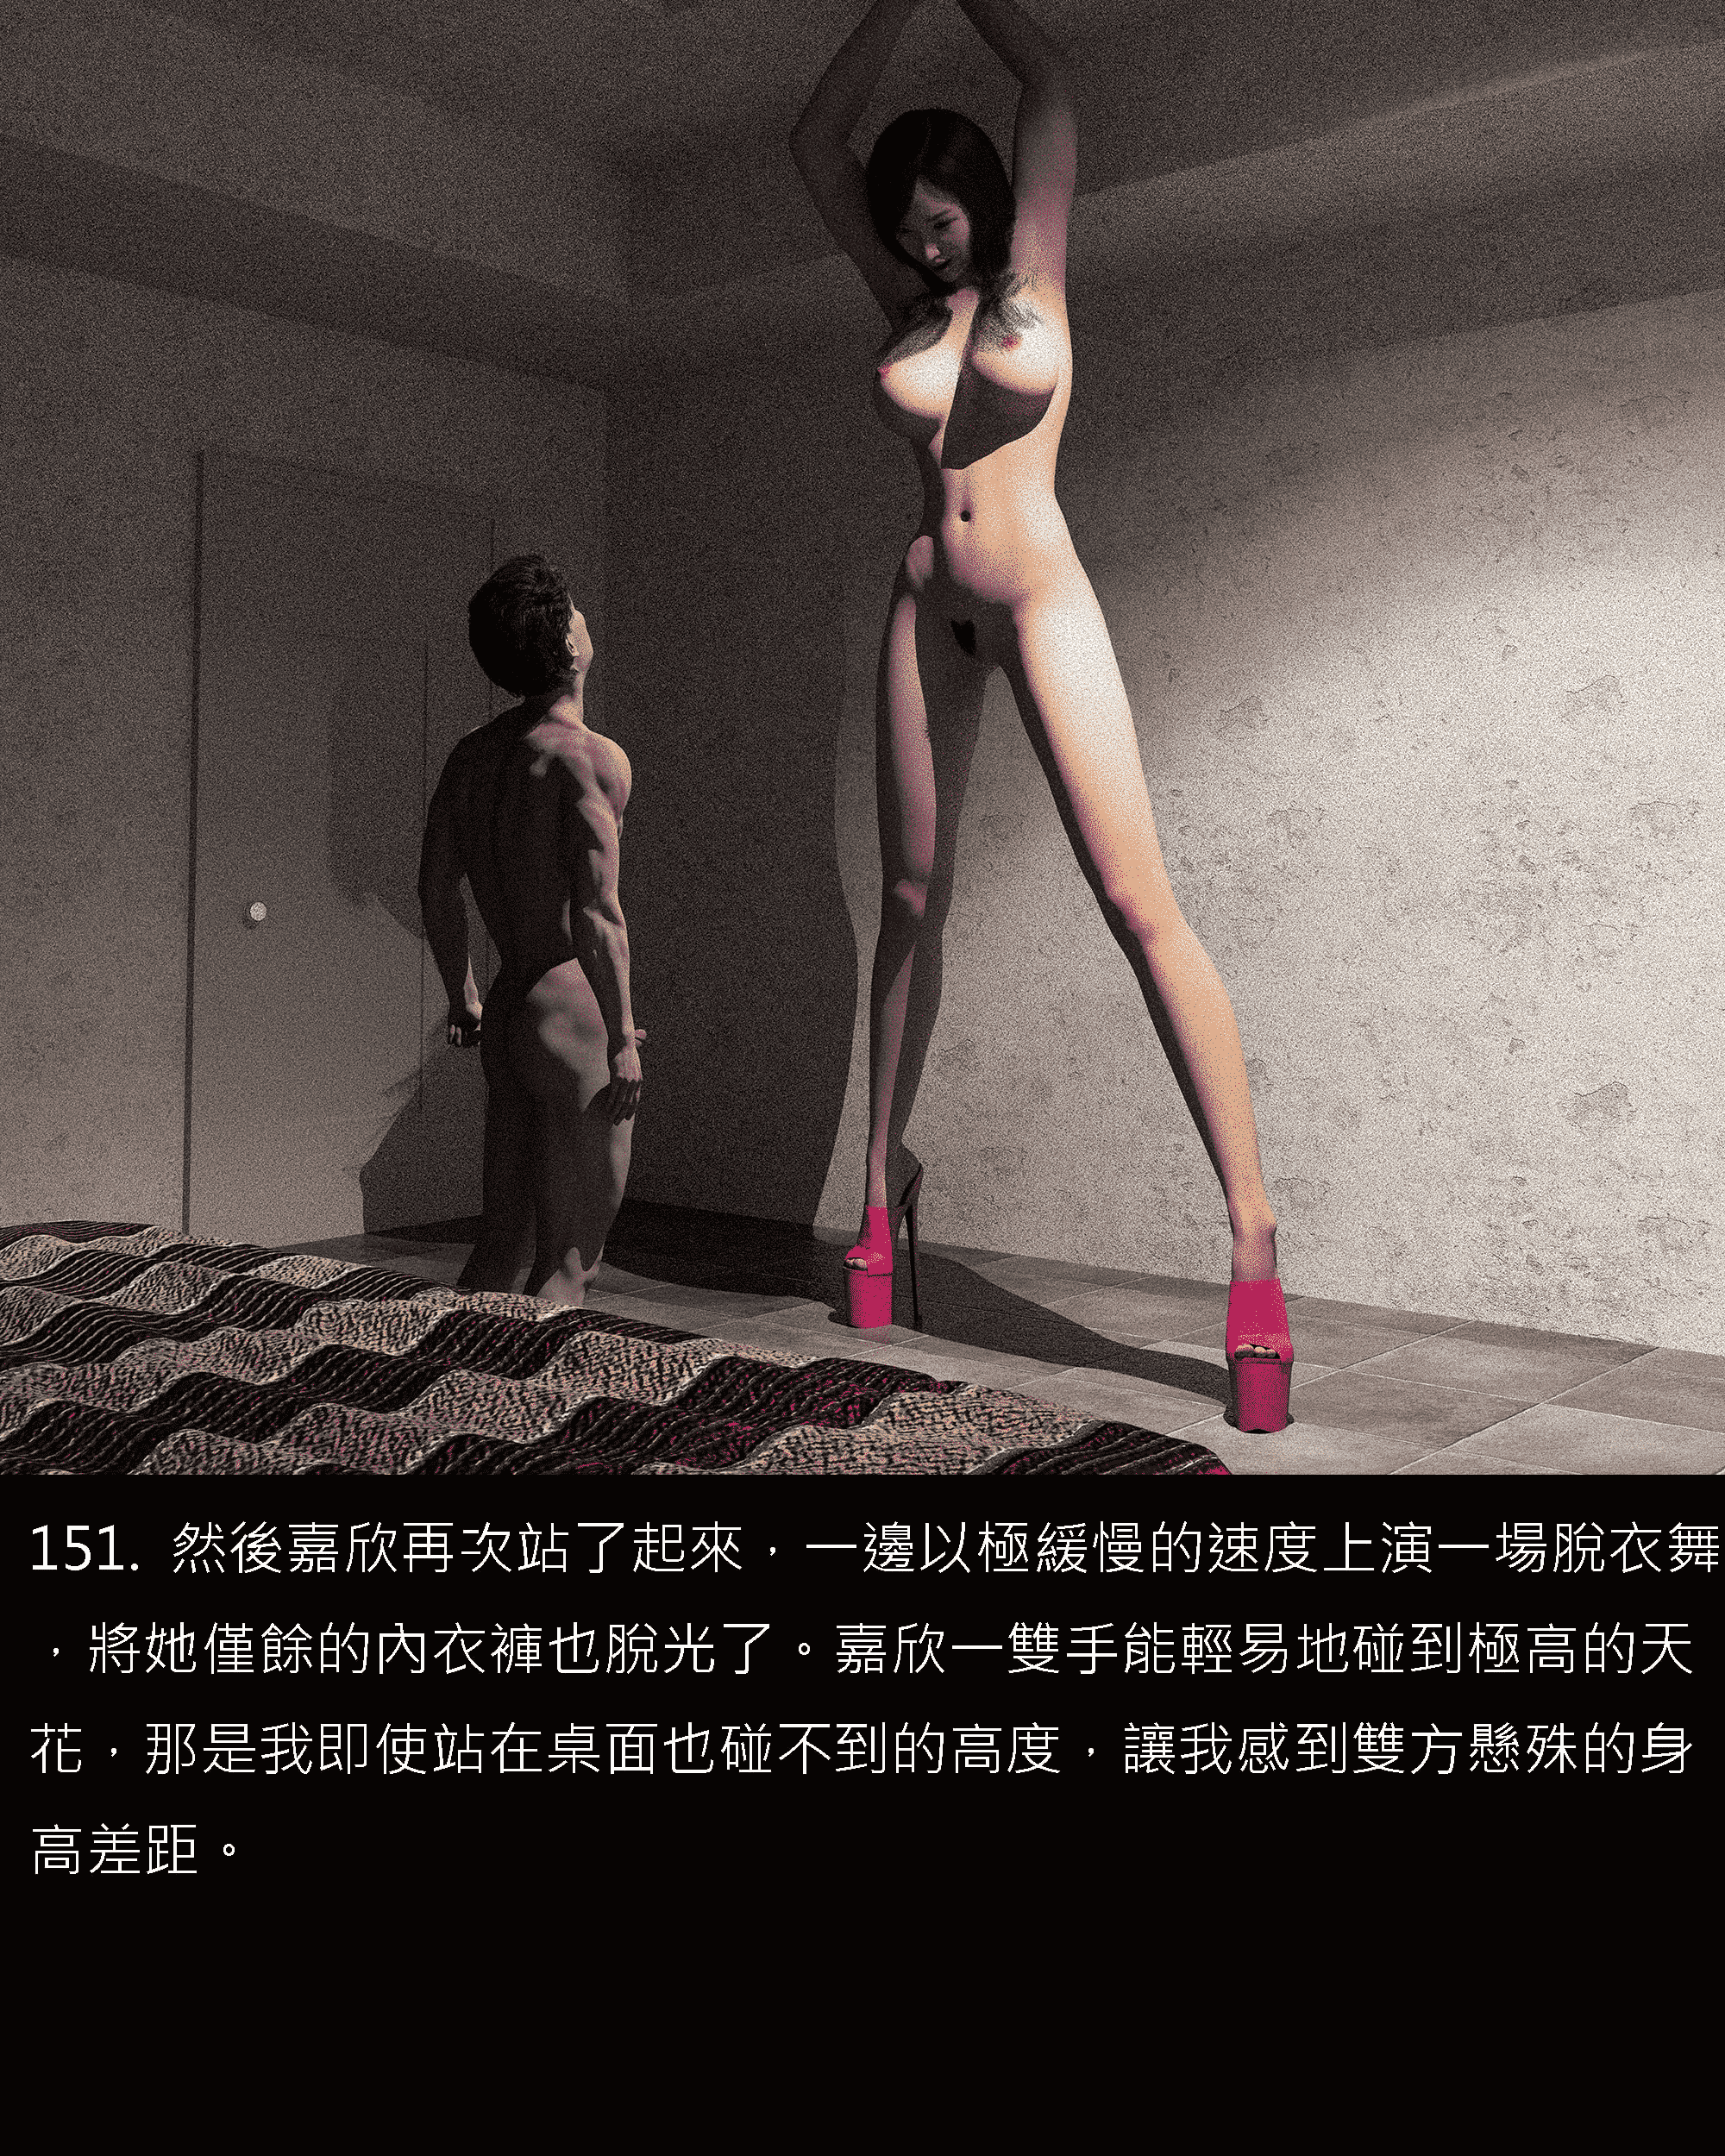 151. 然後嘉欣再次站了起來，一邊以極緩慢的速度上演一場脫衣舞
，將她僅餘的內衣褲也脫光了。嘉欣一雙手能輕易地碰到極高的天
花，那是我即使站在桌面也碰不到的高度，讓我感到雙方懸殊的身
高差距。